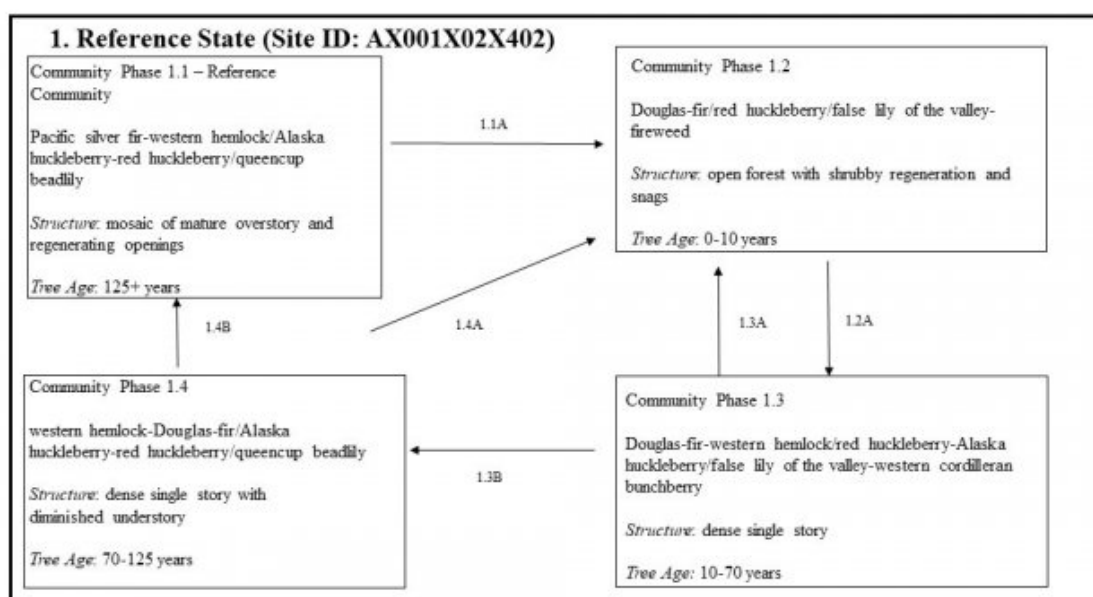 1. Reference State (Site ID: AX001X02X402)
Community Phase 1.1 – Reference
Community
Pacific silver fir-western hemlock/Alaska
huckleberry-red huckleberry/queencup
beadlily
Structure: mosaic of mature overstory and
regenerating openings
Tree Age: 125+ years
1.1A
Community Phase 1.2
Douglas-fir/red huckleberry/false lily of the valley-
fireweed
Structure: open forest with shrubby regeneration and
snags
Tree Age: 0-10 years
1.4B
1.4A
1.3A
1.2A
Community Phase 1.4
western hemlock-Douglas-fir/Alaska
huckleberry-red huckleberry/queencup beadlily
Structure: dense single story with
diminished understory
Tree Age: 70-125 years
1.3B
Community Phase 1.3
Douglas-fir-western hemlock/red huckleberry-Alaska
huckleberry/false lily of the valley-western cordilleran
bunchberry
Structure: dense single story
Tree Age: 10-70 years